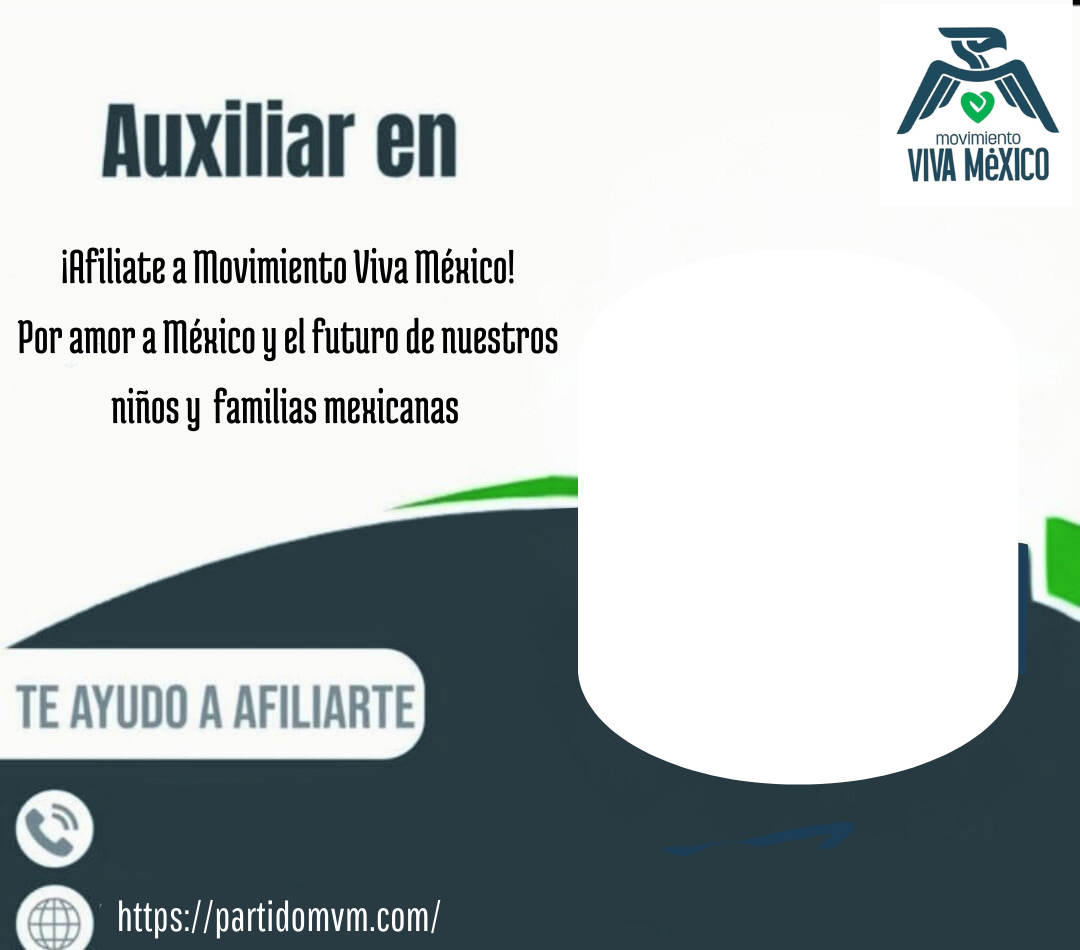 movimiento
VIVA MéXICO
Auxiliar en
¡Afiliate a Movimiento Viva México!
Por amor a México y el futuro de nuestros
niños y familias mexicanas
TE AYUDO A AFILIARTE
https://partidomvm.com/